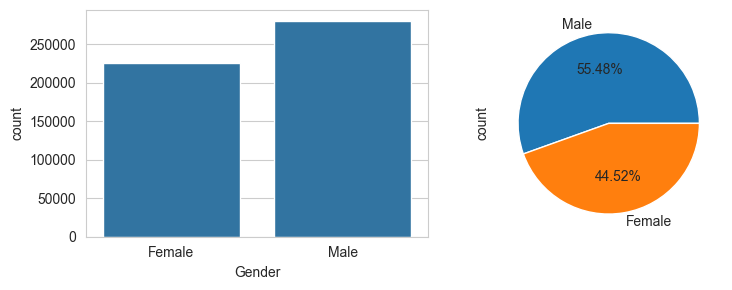 count
250000
200000
150000
100000
50000
0
Female
Male
Gender
count
Male
55.48%
44.52%
Female